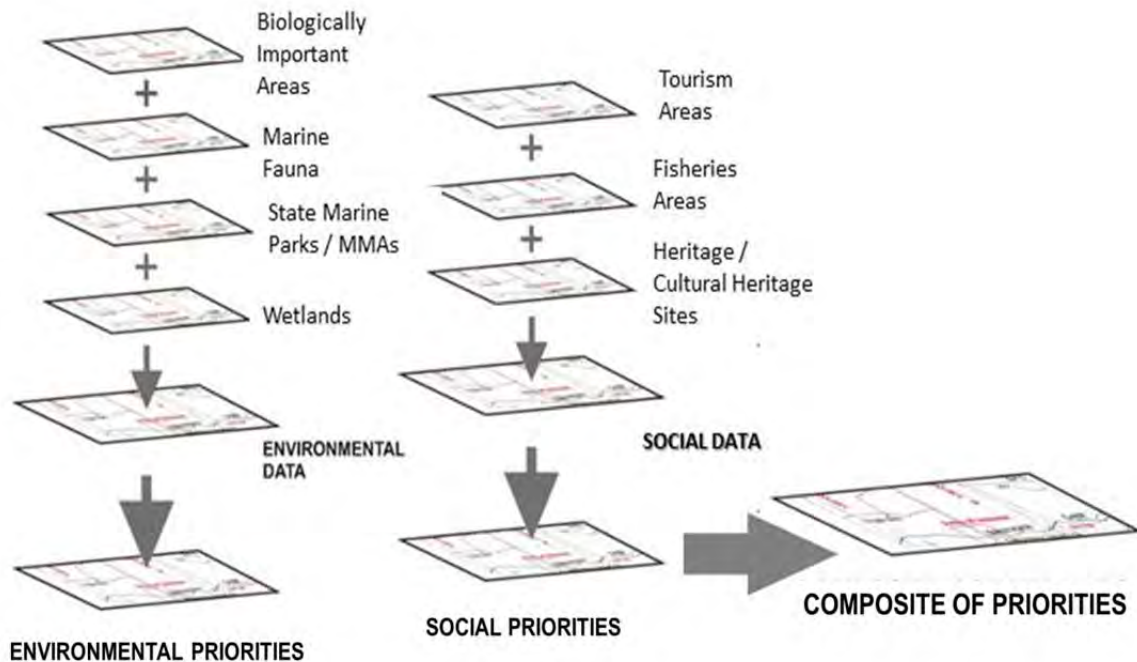 Biologically
Important
Areas
+
Marine
Fauna
+
State Marine
Parks / MMAs
+
Wetlands
ENVIRONMENTAL
DATA
ENVIRONMENTAL PRIORITIES
Tourism
Areas
+
Fisheries
Areas
+
Heritage /
Cultural Heritage
Sites
SOCIAL DATA
SOCIAL PRIORITIES
COMPOSITE OF PRIORITIES